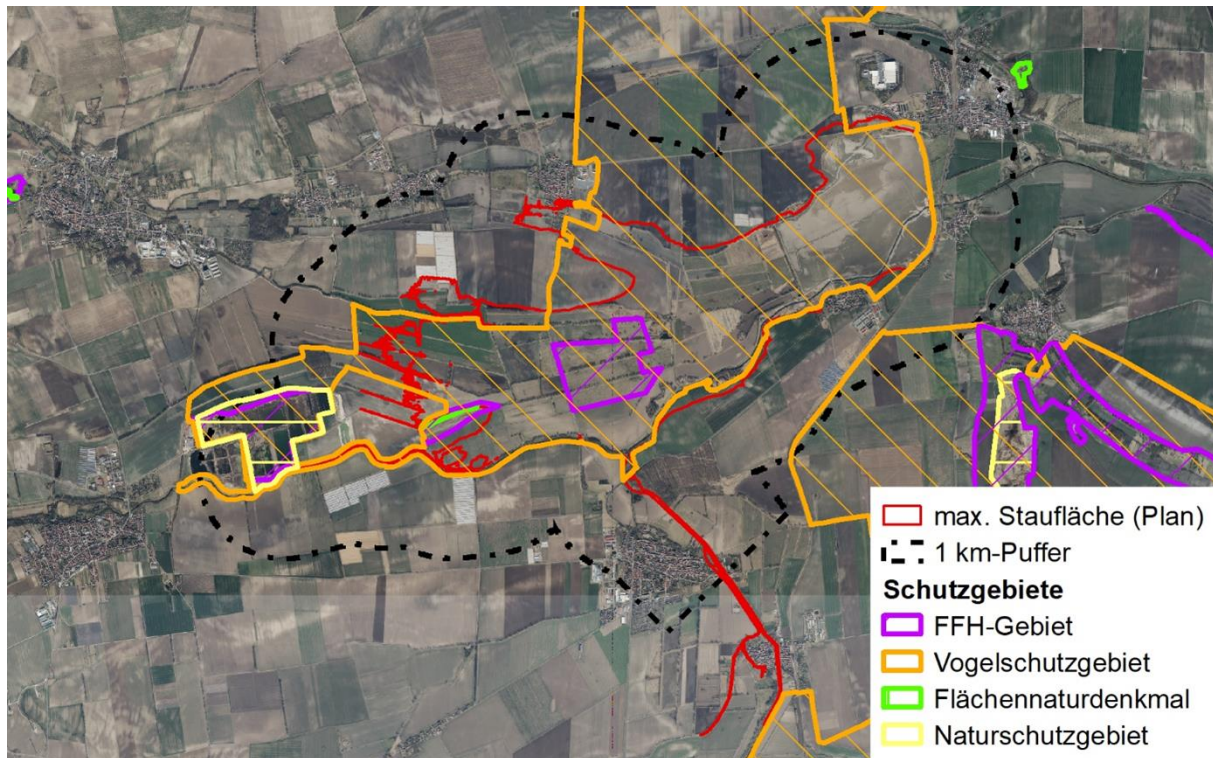 max. Staufläche (Plan)
1 km-Puffer
Schutzgebiete
FFH-Gebiet
Vogelschutzgebiet
Flächennaturdenkmal
Naturschutzgebiet